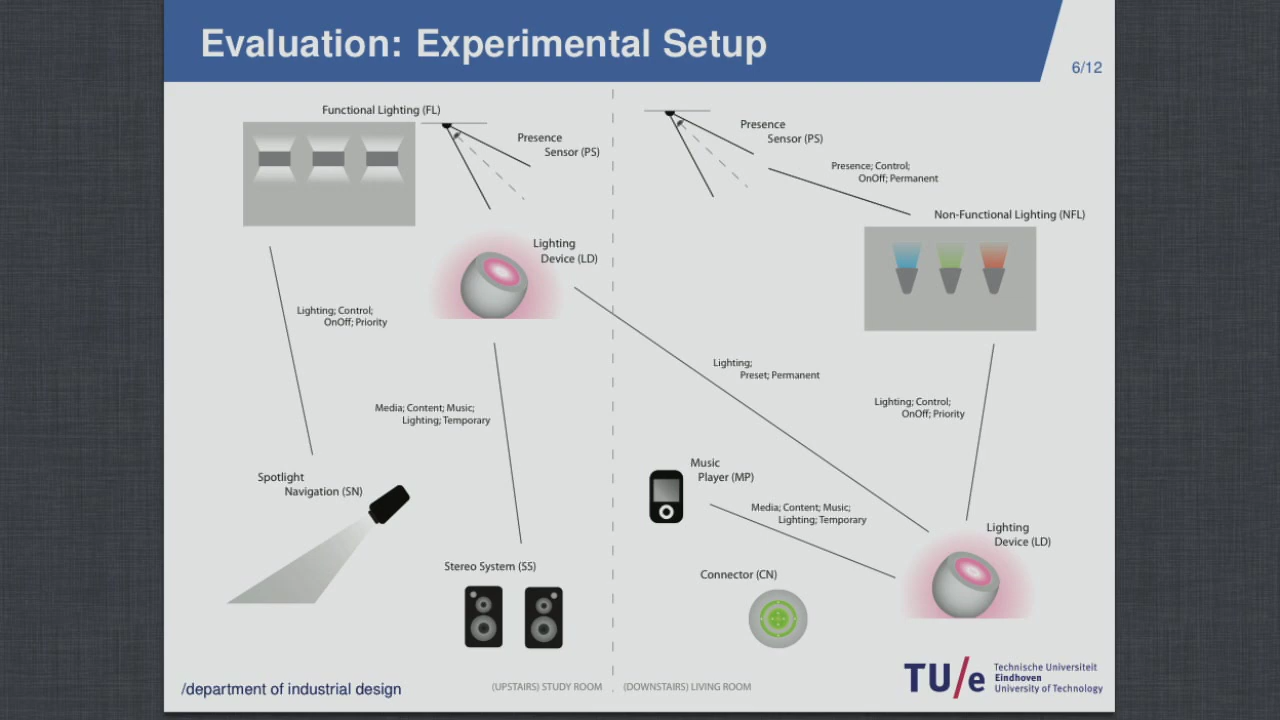 Evaluation: Experimental Setup
6/12
Functional Lighting (FL)
Presence
Sensor (PS)
Lighting
Device (LD)
Lighting; Control;
OnOff; Priority
Media; Content; Music;
Lighting; Temporary
Spotlight
Navigation (SN)
Stereo System (SS)
Presence
Sensor (PS)
Presence; Control;
OnOff; Permanent
Non-Functional Lighting (NFL)
Lighting;
Preset; Permanent
Lighting; Control;
OnOff; Priority
Music
Player (MP)
Media; Content; Music;
Lighting; Temporary
Lighting
Device (LD)
Connector (CN)
/department of industrial design
(UPSTAIRS) STUDY ROOM
(DOWNSTAIRS) LIVING ROOM
TU/e
Technische Universiteit
Eindhoven
University of Technology